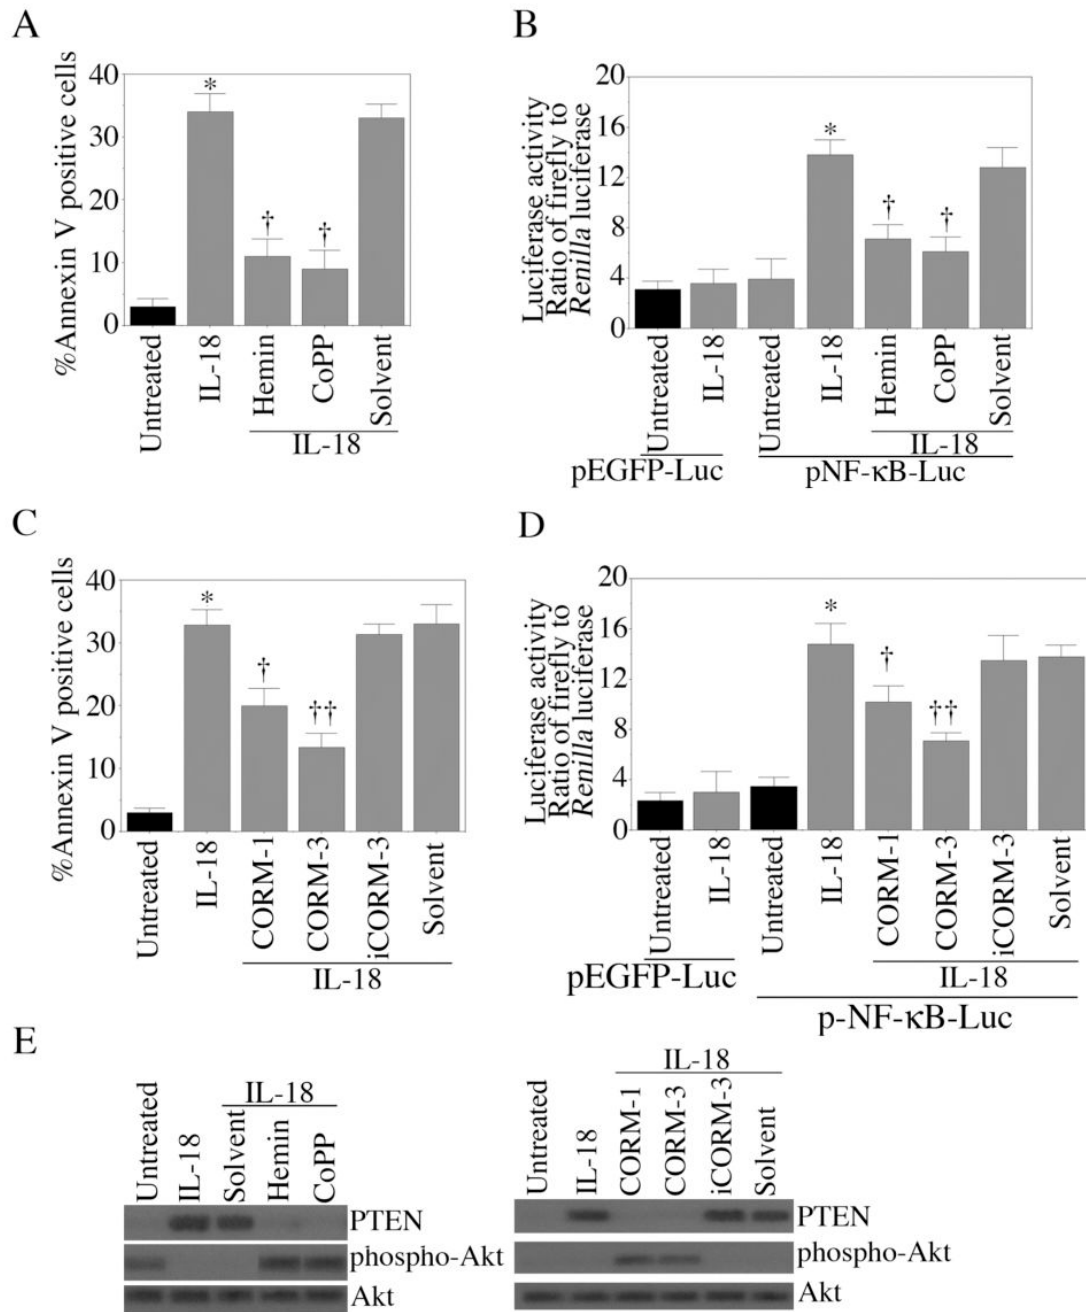 A
%Annexin V positive cells
40
30
20
10
0
*
†
†
Untreated
IL-18
Hemin
CoPP
Solvent
IL-18
B
Luciferase activity
Ratio of firefly to
Renilla luciferase
20
16
12
8
4
0
*
†
†
Untreated
IL-18
Untreated
IL-18
Hemin
CoPP
Solvent
IL-18
pEGFP-Luc
pNF-κB-Luc
C
%Annexin V positive cells
40
30
20
10
0
*
†
††
Untreated
IL-18
CORM-1
CORM-3
iCORM-3
Solvent
IL-18
D
Luciferase activity
Ratio of firefly to
Renilla luciferase
20
16
12
8
4
0
*
†
††
Untreated
IL-18
Untreated
IL-18
CORM-1
CORM-3
iCORM-3
Solvent
IL-18
pEGFP-Luc
p-NF-κB-Luc
E
IL-18
Untreated
IL-18
Solvent
Hemin
CoPP
PTEN
phospho-Akt
Akt
IL-18
Untreated
IL-18
CORM-1
CORM-3
iCORM-3
Solvent
PTEN
phospho-Akt
Akt